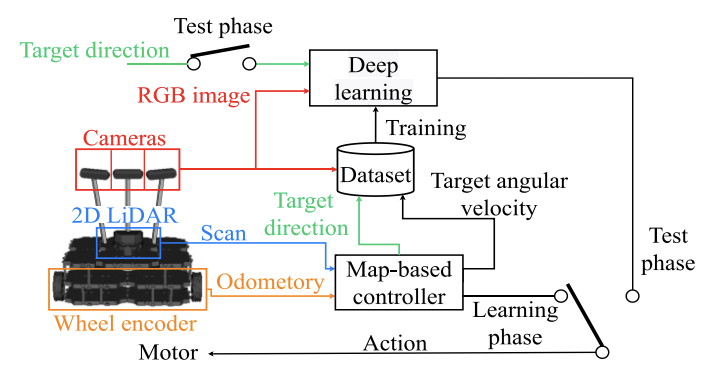 Test phase
Target direction
Deep
learning
RGB image
Training
Cameras
Dataset
Target angular
velocity
Target
direction
2D LiDAR
Scan
Test
phase
Map-based
controller
Odometory
Learning
phase
Wheel encoder
Action
Motor